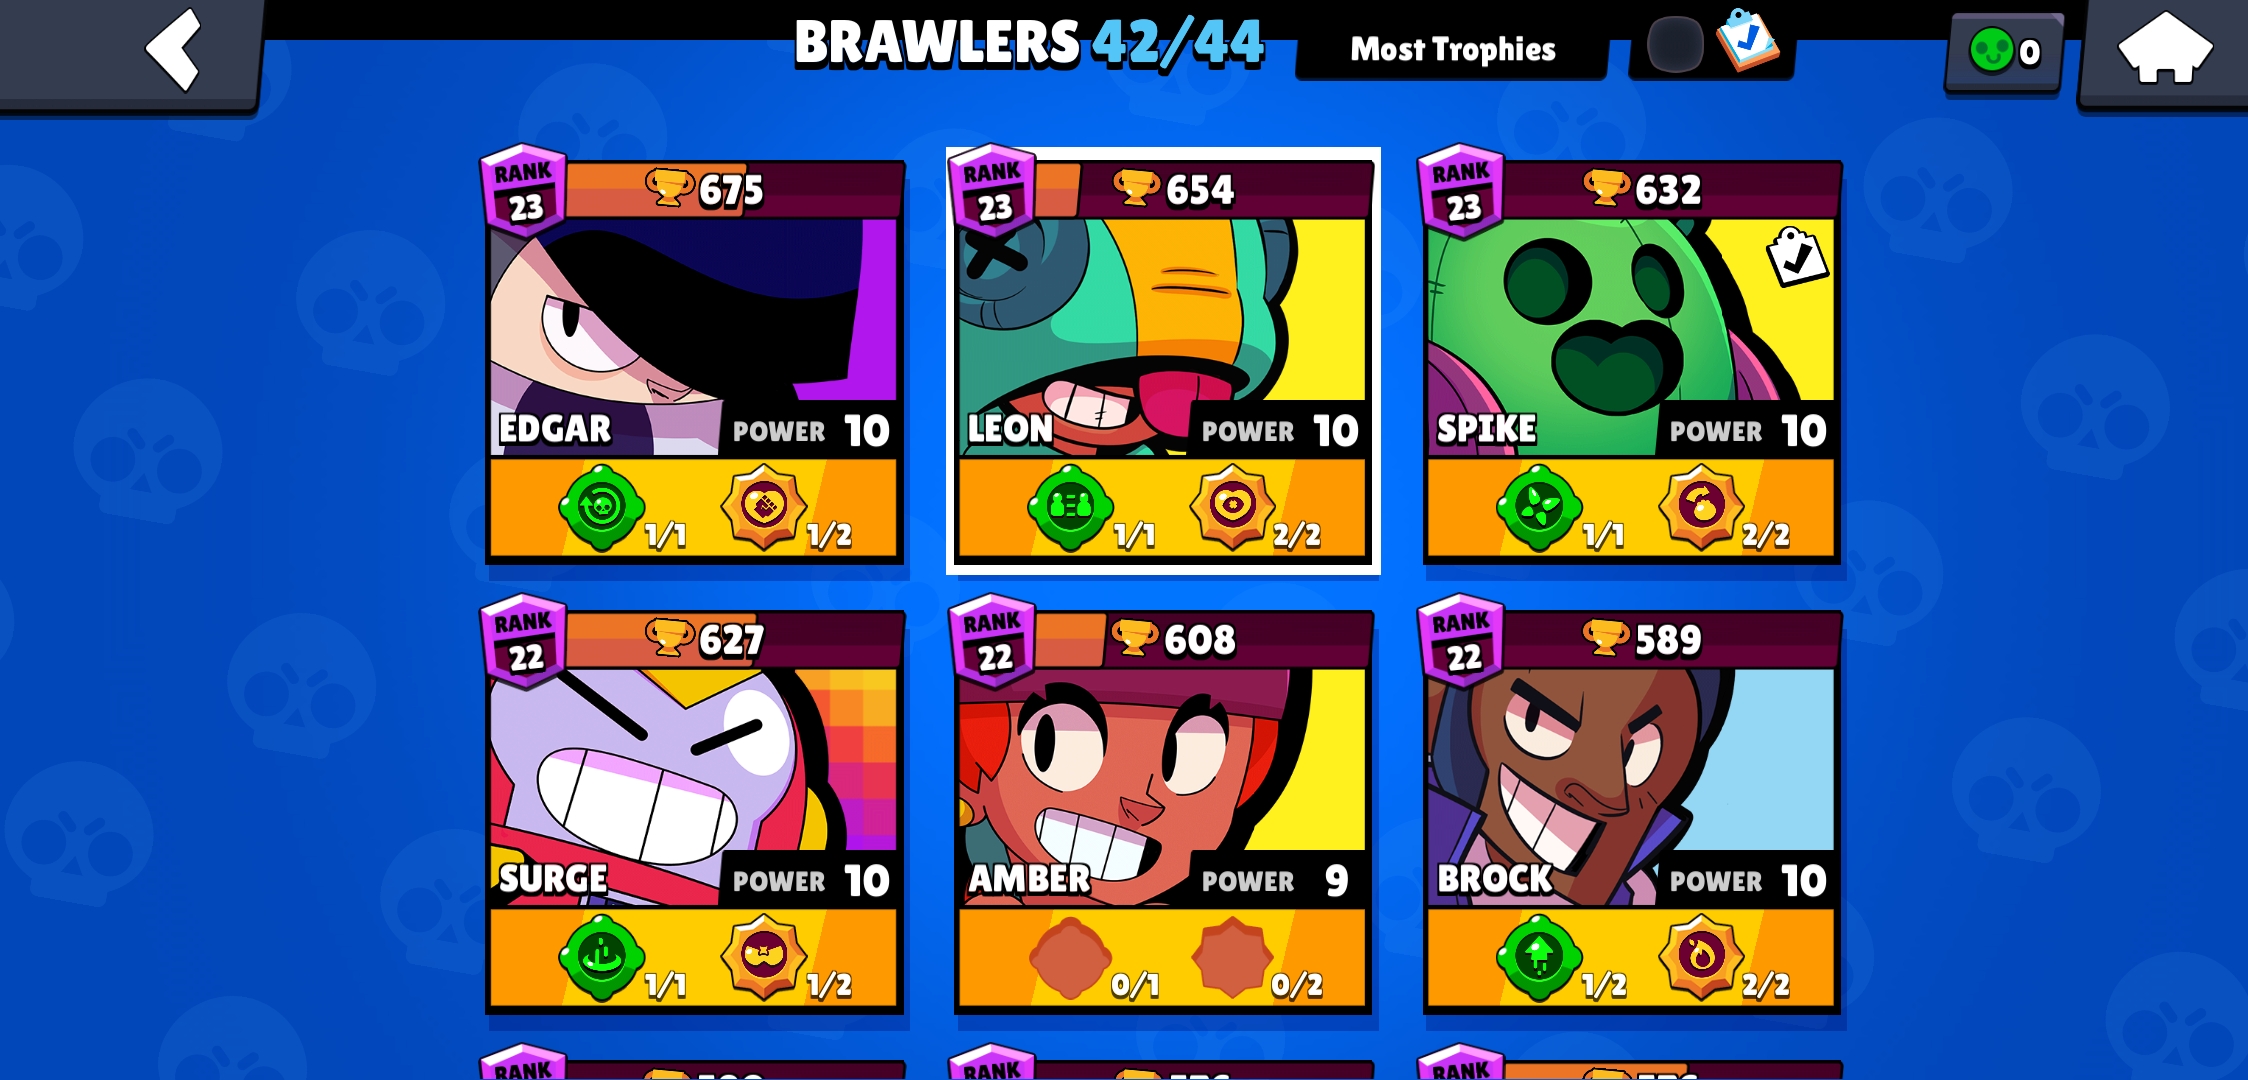 BRAWLERS 42/44
Most Trophies
0
RANK 23
675
RANK 23
654
RANK 23
632
EDGAR
POWER 10
LEON
POWER 10
SPIKE
POWER 10
1/1
1/2
1/1
2/2
1/1
2/2
RANK 22
627
RANK 22
608
RANK 22
589
SURGE
POWER 10
AMBER
POWER 9
BROCK
POWER 10
1/1
1/2
0/1
0/2
1/2
2/2
RANK
RANK
RANK